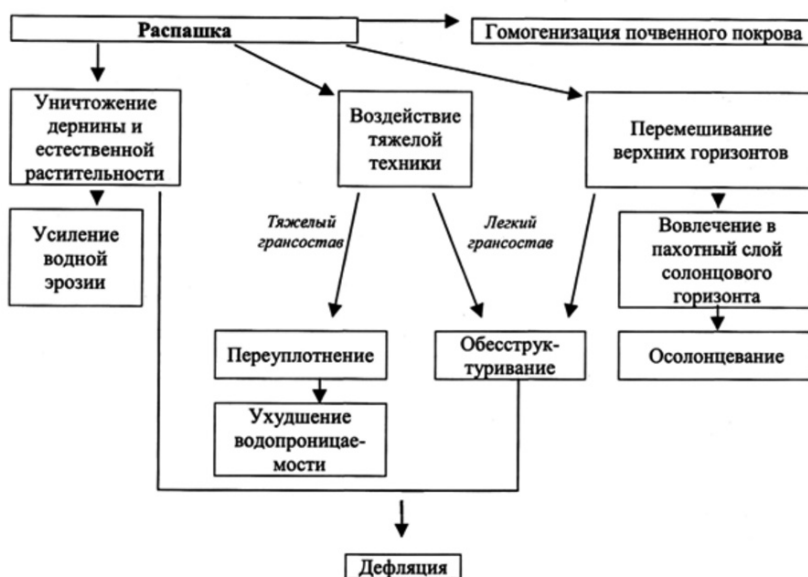 Распашка
Гомогенизация почвенного покрова
Уничтожение
дернины и
естественной
растительности
Воздействие
тяжелой
техники
Перемешивание
верхних горизонтов
Усиление
водной
эрозии
Тяжелый
грансостав
Легкий
грансостав
Вовлечение в
пахотный слой
солонцового
горизонта
Переуплотнение
Обесструк-
туривание
Осолонцевание
Ухудшение
водопроницае-
мости
Дефляция